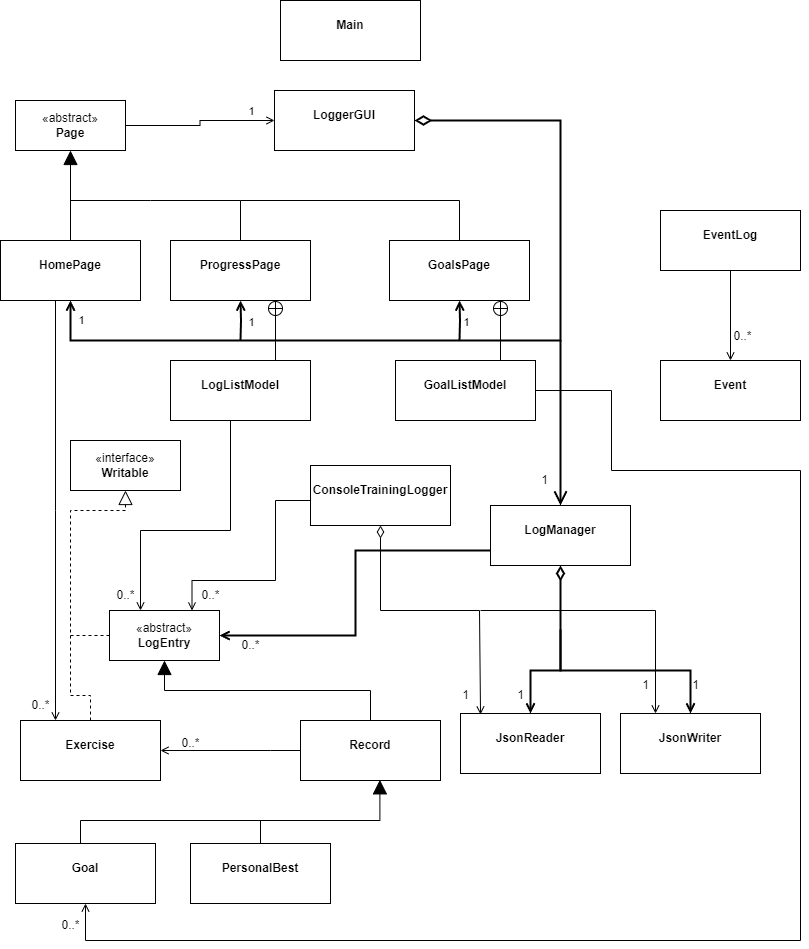 Main
«abstract»
Page
1
LoggerGUI
EventLog
HomePage
ProgressPage
GoalsPage
1
1
1
0..*
LogListModel
GoalListModel
Event
«interface»
Writable
ConsoleTrainingLogger
1
LogManager
0..*
0..*
«abstract»
LogEntry
0..*
0..*
1
1
1
1
Exercise
0..*
Record
JsonReader
JsonWriter
Goal
PersonalBest
0..*